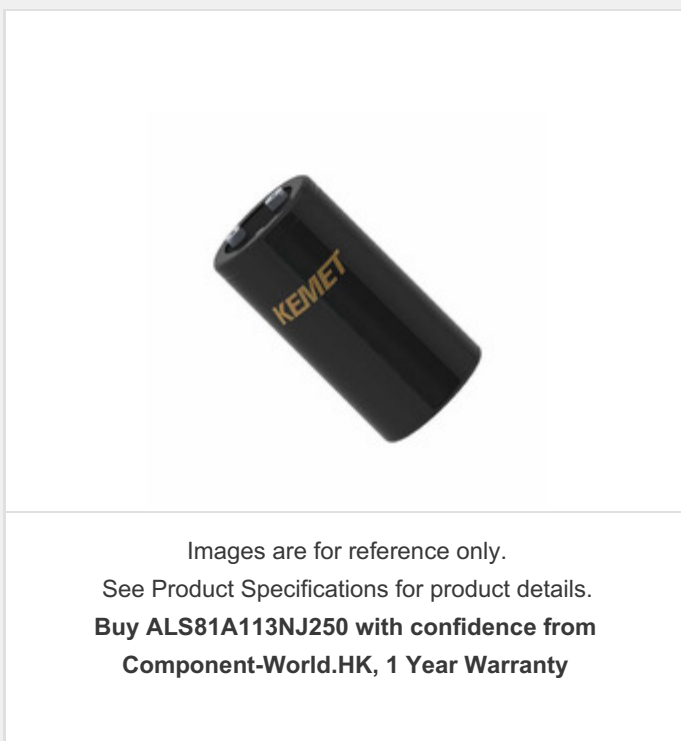 KEMET
Images are for reference only.
See Product Specifications for product details.
Buy ALS81A113NJ250 with confidence from
Component-World.HK, 1 Year Warranty